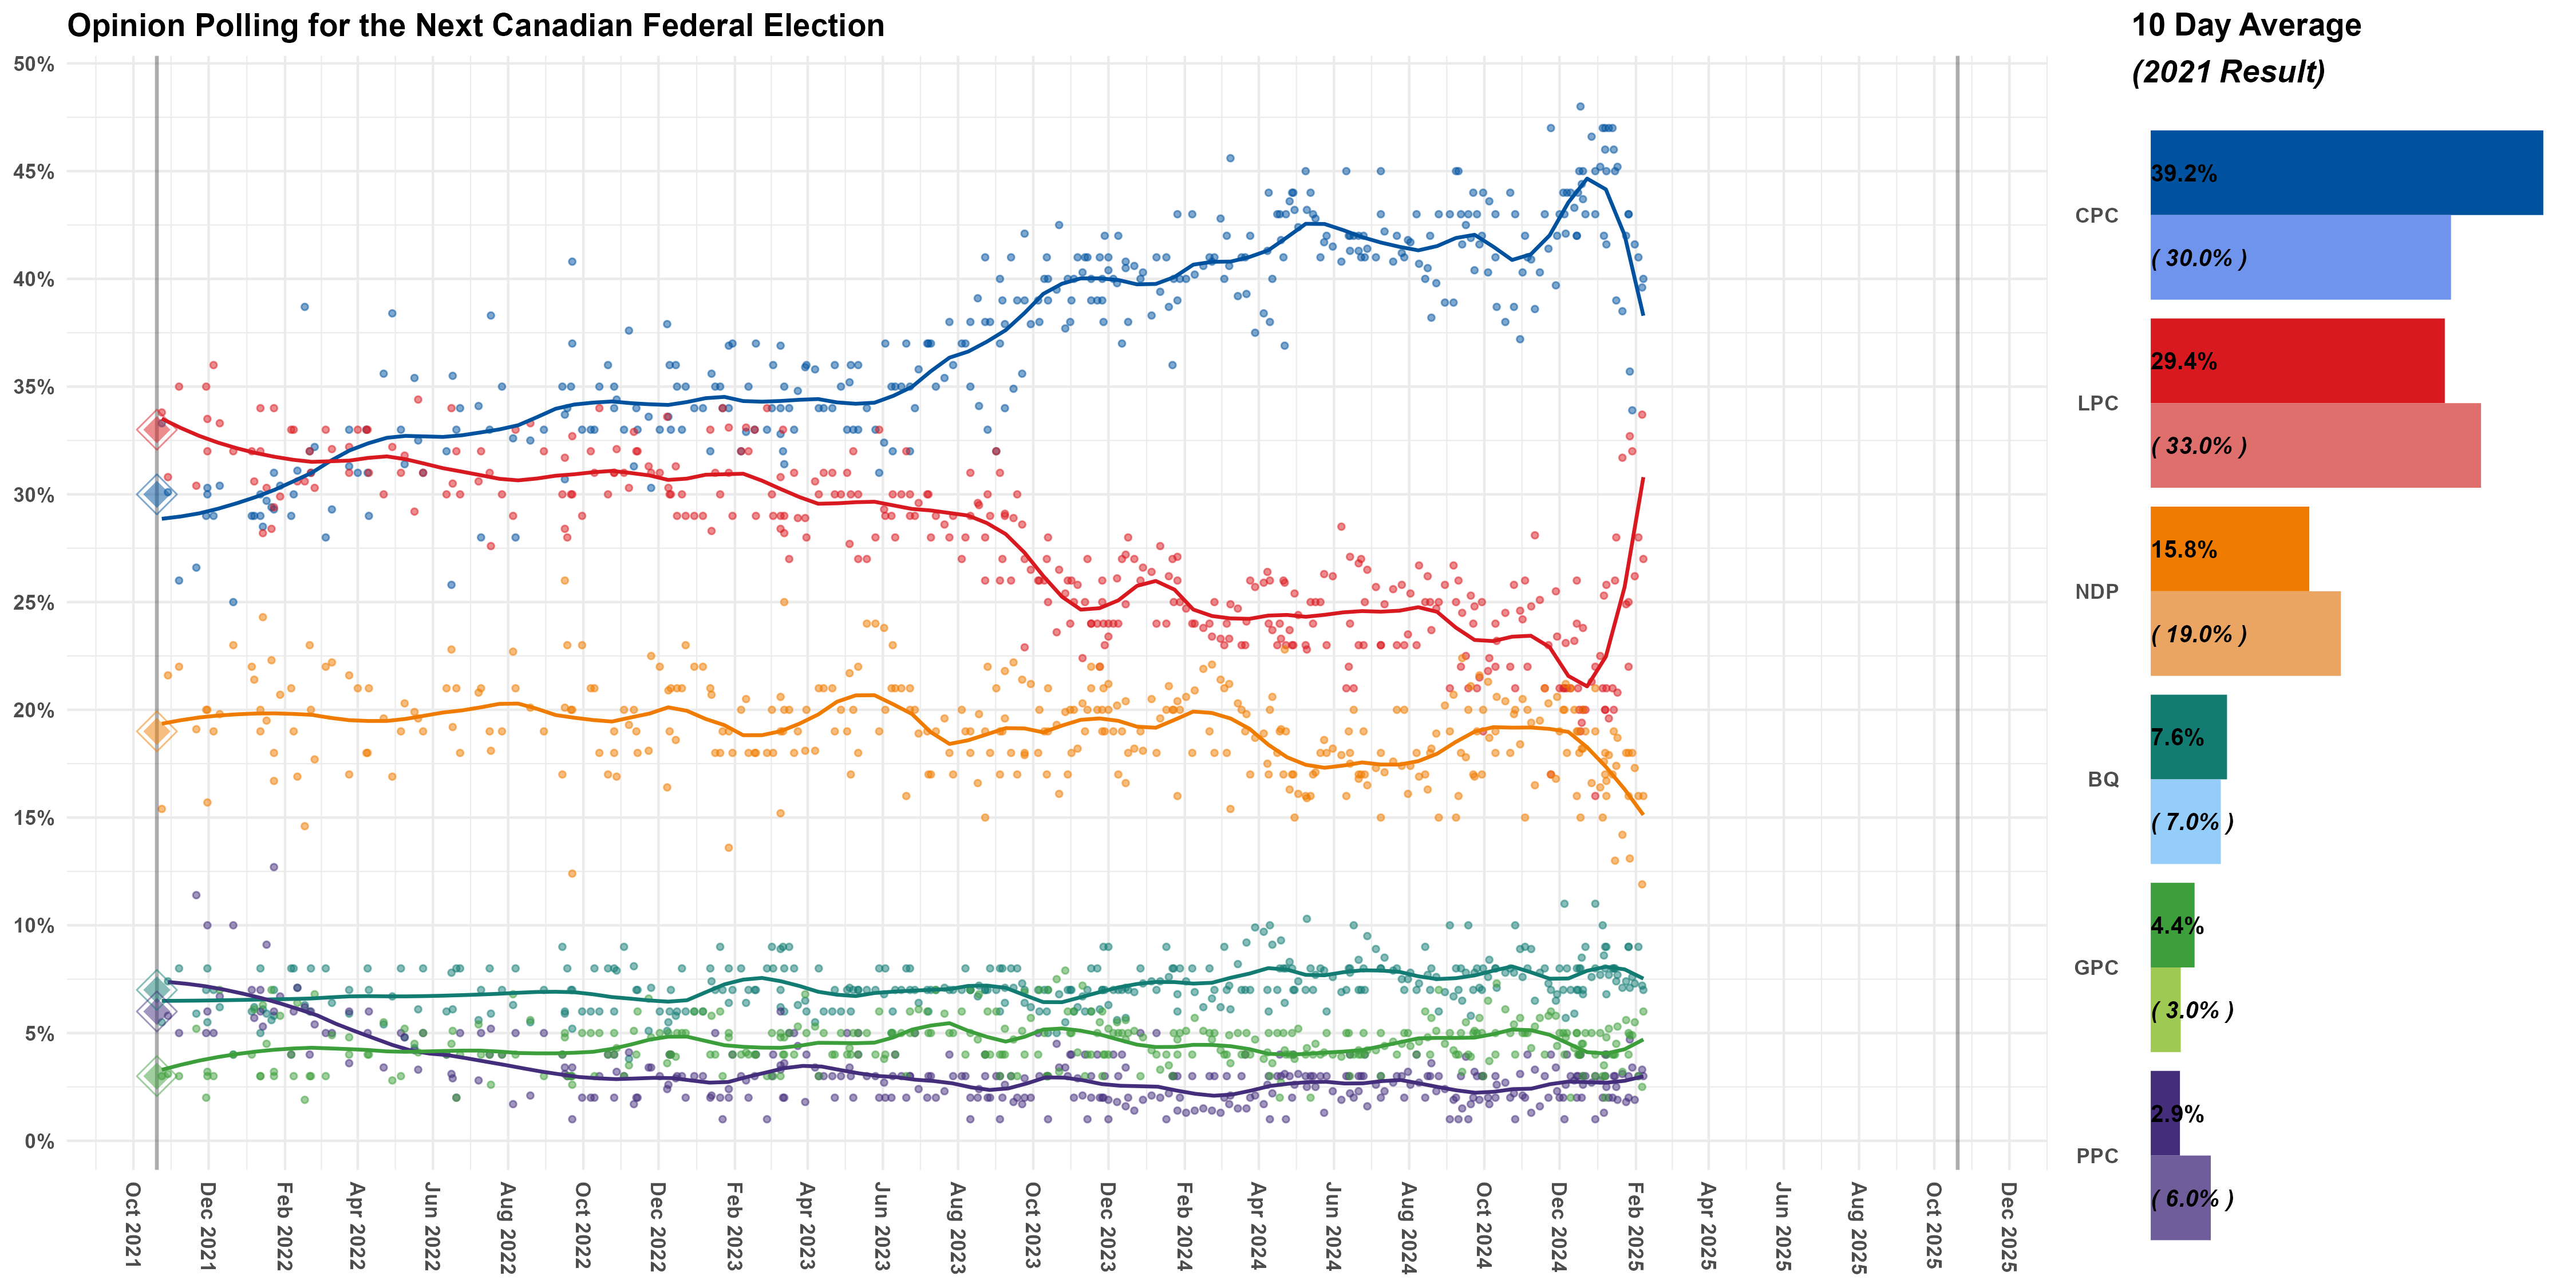 Opinion Polling for the Next Canadian Federal Election
10 Day Average
(2021 Result)
50%
45%
40%
35%
30%
25%
20%
15%
10%
5%
0%
Oct 2021
Dec 2021
Feb 2022
Apr 2022
Jun 2022
Aug 2022
Oct 2022
Dec 2022
Feb 2023
Apr 2023
Jun 2023
Aug 2023
Oct 2023
Dec 2023
Feb 2024
Apr 2024
Jun 2024
Aug 2024
Oct 2024
Dec 2024
Feb 2025
Apr 2025
Jun 2025
Aug 2025
Oct 2025
Dec 2025
CPC
39.2%
( 30.0% )
LPC
29.4%
( 33.0% )
NDP
15.8%
( 19.0% )
BQ
7.6%
( 7.0% )
GPC
4.4%
( 3.0% )
PPC
2.9%
( 6.0% )